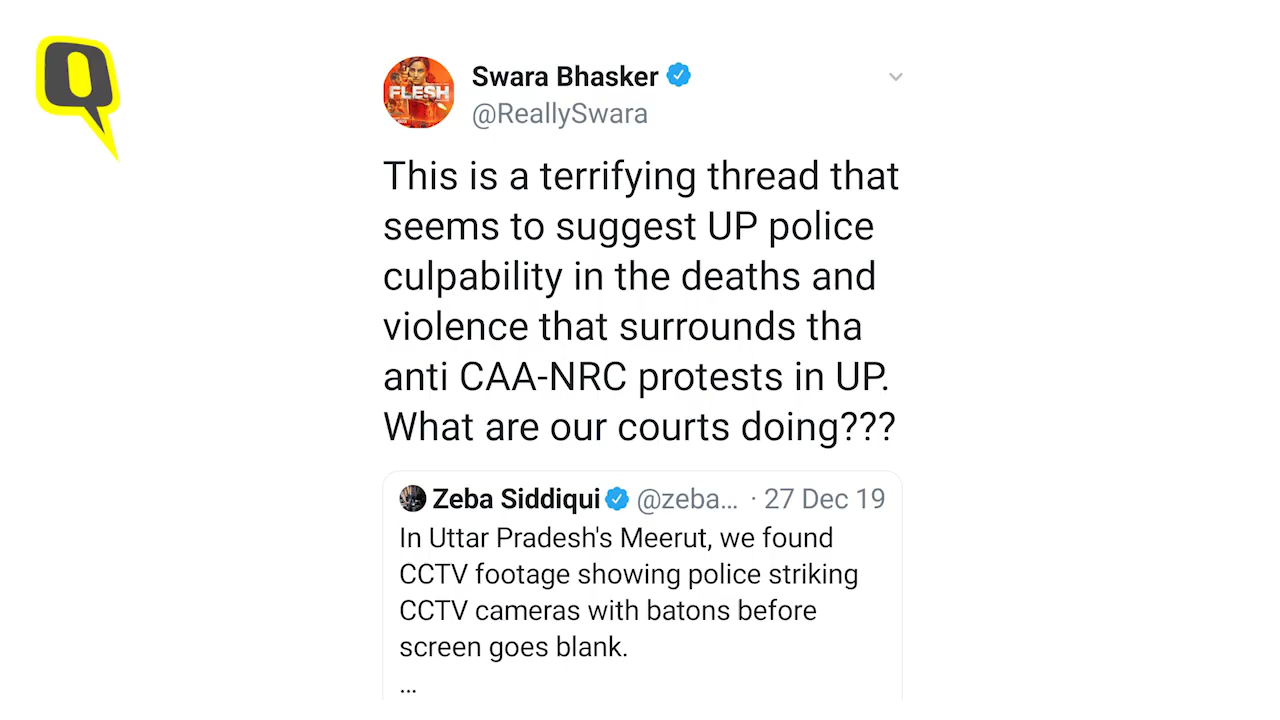 Q
Swara Bhasker
@ReallySwara
FLESH
This is a terrifying thread that
seems to suggest UP police
culpability in the deaths and
violence that surrounds tha
anti CAA-NRC protests in UP.
What are our courts doing???
Zeba Siddiqui @zeba... · 27 Dec 19
In Uttar Pradesh's Meerut, we found
CCTV footage showing police striking
CCTV cameras with batons before
screen goes blank.
...